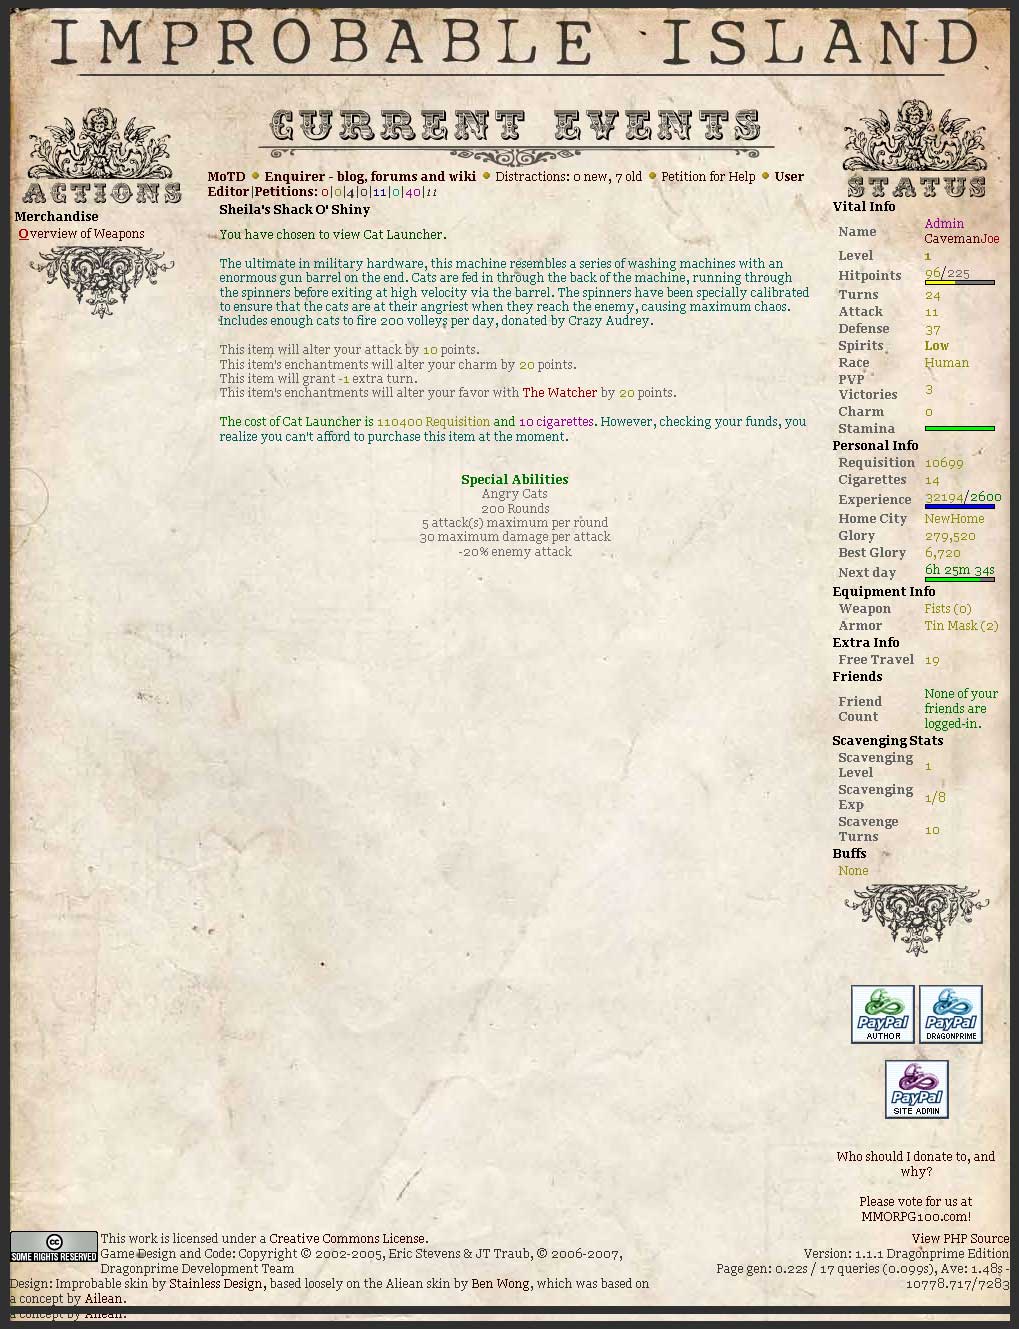 IMPROBABLE ISLAND
CURRENT EVENTS
ACTIONS
Merchandise
Overview of Weapons
MoTD Enquirer - blog, forums and wiki Distractions: 0 new, 7 old Petition for Help User
Editor|Petitions: 0|0|4|0|11|0|40|11
Sheila's Shack O' Shiny
You have chosen to view Cat Launcher.
The ultimate in military hardware, this machine resembles a series of washing machines with an
enormous gun barrel on the end. Cats are fed in through the back of the machine, running through
the spinners before exiting at high velocity via the barrel. The spinners have been specially calibrated
to ensure that the cats are at their angriest when they reach the enemy, causing maximum chaos.
Includes enough cats to fire 200 volleys per day, donated by Crazy Audrey.
This item will alter your attack by 10 points.
This item's enchantments will alter your charm by 20 points.
This item will grant -1 extra turn.
This item's enchantments will alter your favor with The Watcher by 20 points.
The cost of Cat Launcher is 110400 Requisition and 10 cigarettes. However, checking your funds, you
realize you can't afford to purchase this item at the moment.
Special Abilities
Angry Cats
200 Rounds
5 attack(s) maximum per round
30 maximum damage per attack
-20% enemy attack
STATUS
Vital Info
Name Admin CavemanJoe
Level 1
Hitpoints 96/225
Turns 24
Attack 11
Defense 37
Spirits Low
Race Human
PVP Victories 3
Charm 0
Stamina
Personal Info
Requisition 10699
Cigarettes 14
Experience 32194/2600
Home City NewHome
Glory 279,520
Best Glory 6,720
Next day 6h 25m 34s
Equipment Info
Weapon Fists (0)
Armor Tin Mask (2)
Extra Info
Free Travel 19
Friends
Friend Count None of your friends are logged-in.
Scavenging Stats
Scavenging Level 1
Scavenging Exp 1/8
Scavenge Turns 10
Buffs
None
PayPal AUTHOR
PayPal DRAGONPRIME
PayPal SITE ADMIN
Who should I donate to, and
why?
Please vote for us at
MMORPG100.com!
cc
SOME RIGHTS RESERVED
This work is licensed under a Creative Commons License.
Game Design and Code: Copyright © 2002-2005, Eric Stevens & JT Traub, © 2006-2007,
Dragonprime Development Team
Design: Improbable skin by Stainless Design, based loosely on the Aliean skin by Ben Wong, which was based on
a concept by Ailean.
View PHP Source
Version: 1.1.1 Dragonprime Edition
Page gen: 0.22s / 17 queries (0.099s), Ave: 1.48s -
10778.717/7283
a concept by Ailean.